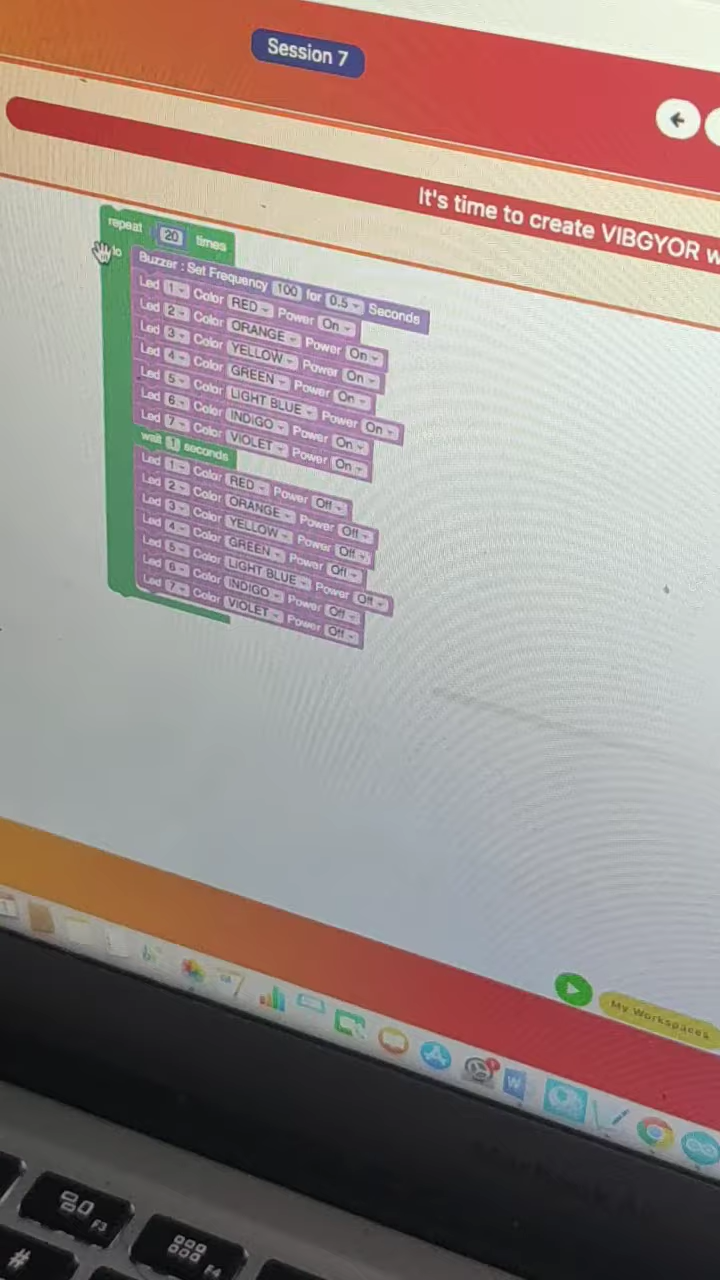 Session 7
It's time to create VIBGYOR w
repeat 20 times
do
Buzzer : Set Frequency 100 for 0.5 Seconds
Led 1 Color RED Power On
Led 2 Color ORANGE Power On
Led 3 Color YELLOW Power On
Led 4 Color GREEN Power On
Led 5 Color LIGHT BLUE Power On
Led 6 Color INDIGO Power On
Led 7 Color VIOLET Power On
wait 1 seconds
Led 1 Color RED Power Off
Led 2 Color ORANGE Power Off
Led 3 Color YELLOW Power Off
Led 4 Color GREEN Power Off
Led 5 Color LIGHT BLUE Power Off
Led 6 Color INDIGO Power Off
Led 7 Color VIOLET Power Off
My Workspaces
W
#
F3
F4